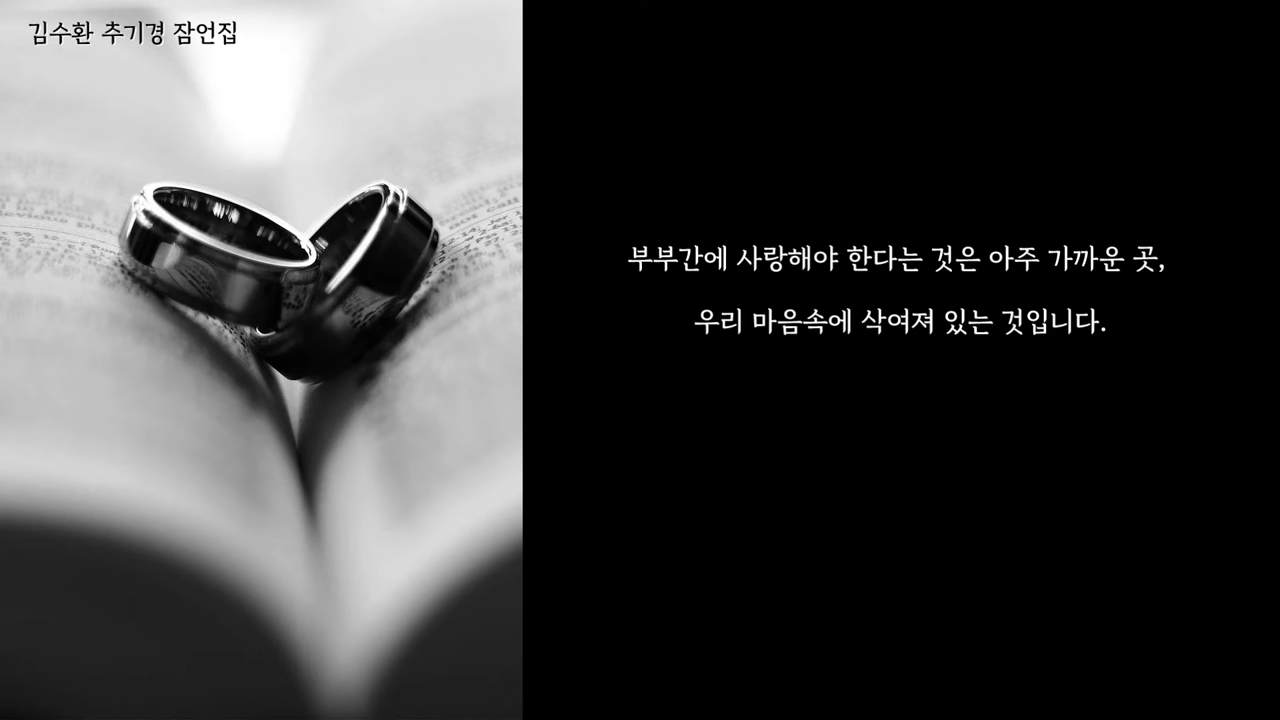 김수환 추기경 잠언집
부부간에 사랑해야 한다는 것은 아주 가까운 곳,
우리 마음속에 삭여져 있는 것입니다.